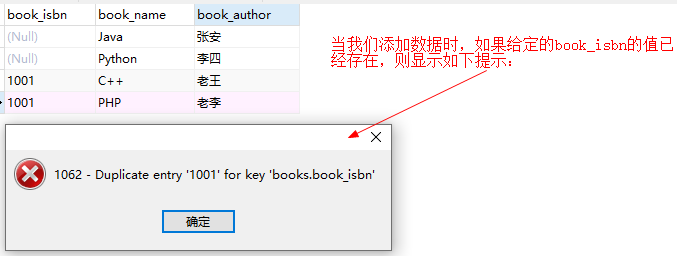 book_isbn book_name book_author
(Null) Java 张安
(Null) Python 李四
1001 C++ 老王
1001 PHP 老李
当我们添加数据时，如果给定的book_isbn的值已
经存在，则显示如下提示：
1062 - Duplicate entry '1001' for key 'books.book_isbn'
确定